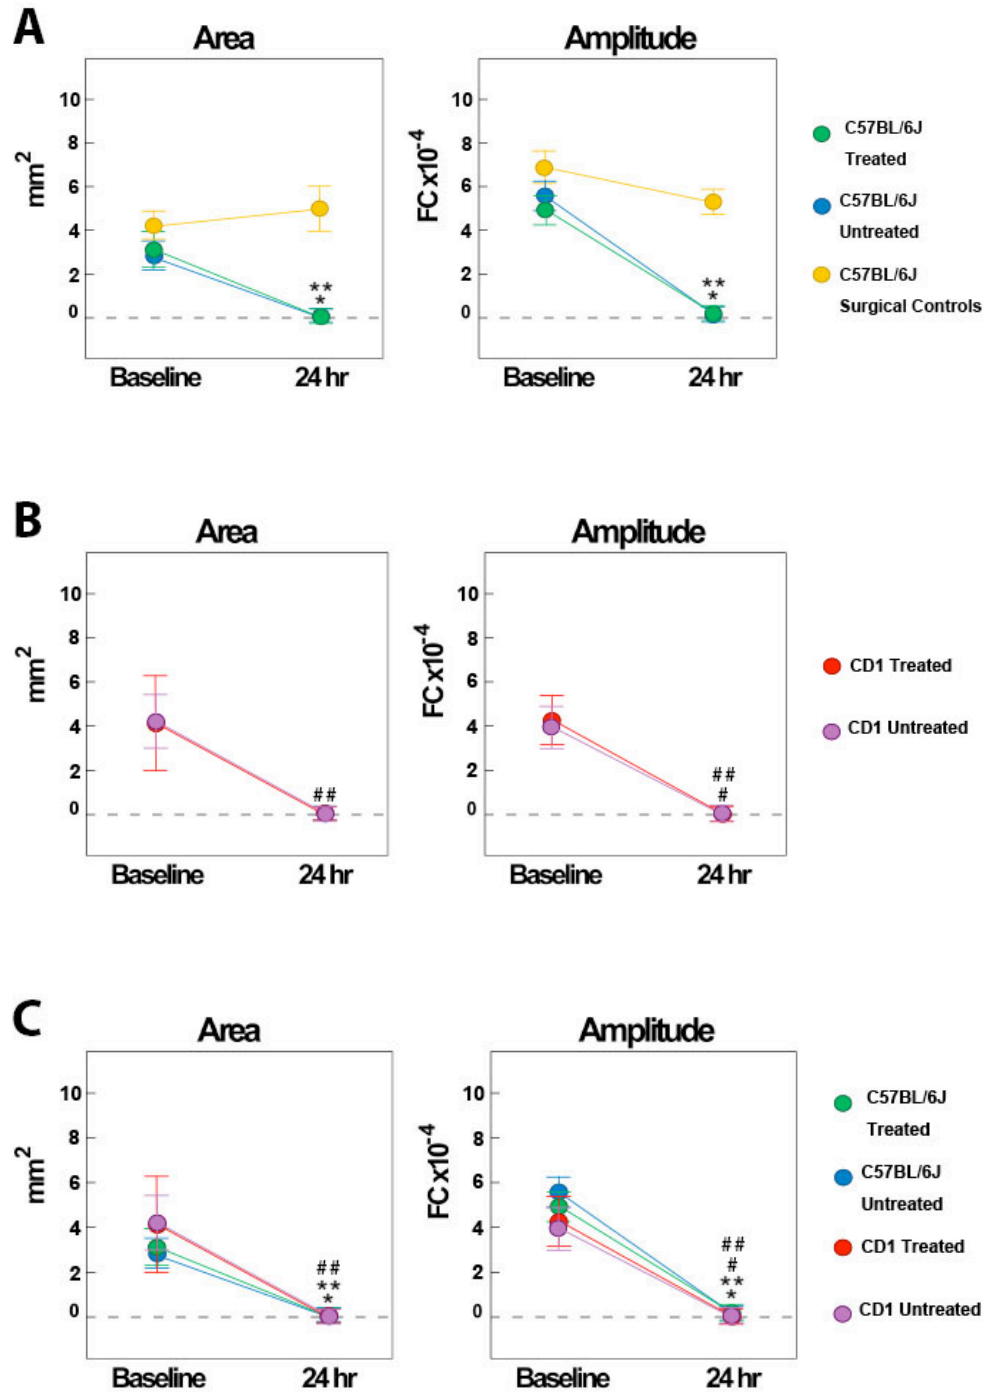 A
Area
Amplitude
mm2
10
8
6
4
2
0
**
*
Baseline
24 hr
FC x10-4
10
8
6
4
2
0
**
*
Baseline
24 hr
C57BL/6J
Treated
C57BL/6J
Untreated
C57BL/6J
Surgical Controls
B
Area
Amplitude
mm2
10
8
6
4
2
0
##
Baseline
24 hr
FC x10-4
10
8
6
4
2
0
##
#
Baseline
24 hr
CD1 Treated
CD1 Untreated
C
Area
Amplitude
mm2
10
8
6
4
2
0
##
**
*
Baseline
24 hr
FC x10-4
10
8
6
4
2
0
##
#
**
*
Baseline
24 hr
C57BL/6J
Treated
C57BL/6J
Untreated
CD1 Treated
CD1 Untreated